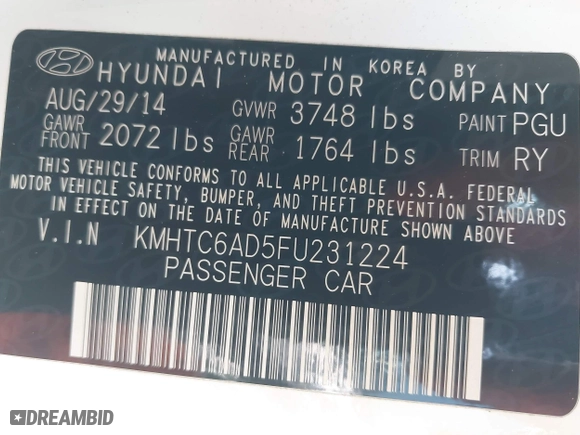 MANUFACTURED IN KOREA BY
HYUNDAI MOTOR COMPANY
AUG/29/14 GVWR 3748 lbs PAINT PGU
GAWR FRONT 2072 lbs GAWR REAR 1764 lbs TRIM RY
THIS VEHICLE CONFORMS TO ALL APPLICABLE U.S.A. FEDERAL
MOTOR VEHICLE SAFETY, BUMPER, AND THEFT PREVENTION STANDARDS
IN EFFECT ON THE DATE OF MANUFACTURE SHOWN ABOVE
V.I.N KMHTC6AD5FU231224
PASSENGER CAR
DREAMBID